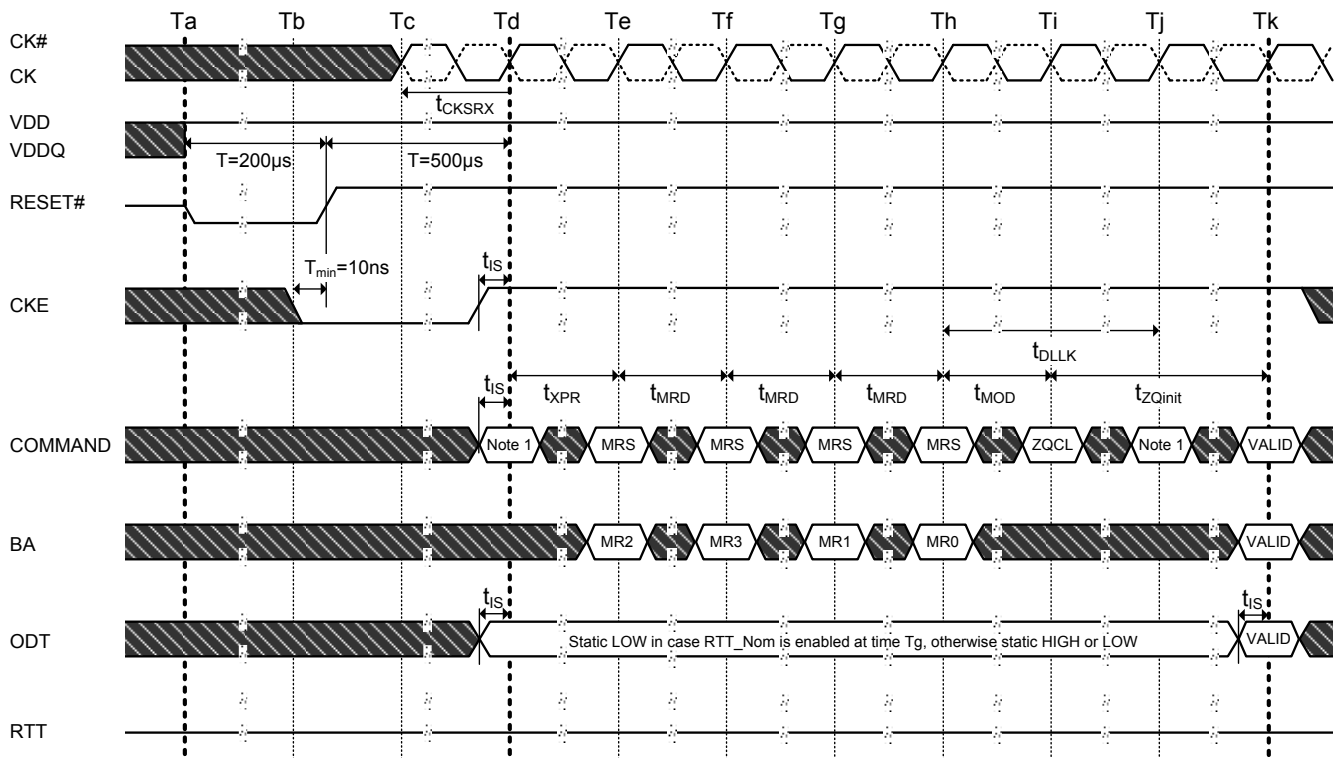 Ta Tb Tc Td Te Tf Tg Th Ti Tj Tk
CK#
CK
tCKSRX
VDD
VDDQ
T=200µs T=500µs
RESET#
Tmin=10ns tIS
CKE
tDLLK
tIS tXPR tMRD tMRD tMRD tMOD tZQinit
COMMAND Note 1 MRS MRS MRS MRS ZQCL Note 1 VALID
BA MR2 MR3 MR1 MR0 VALID
tIS tIS
ODT Static LOW in case RTT_Nom is enabled at time Tg, otherwise static HIGH or LOW VALID
RTT